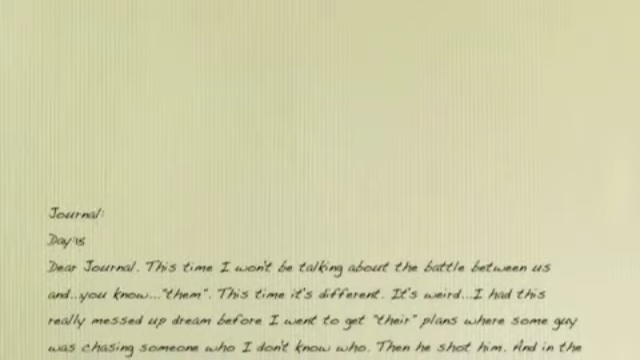 Journal:
Day:15
Dear Journal. This time I won't be talking about the battle between us
and...you know..."them". This time it's different. It's weird...I had this
really messed up dream before I went to get "their" plans where some guy
was chasing someone who I don't know who. Then he shot him. And in the